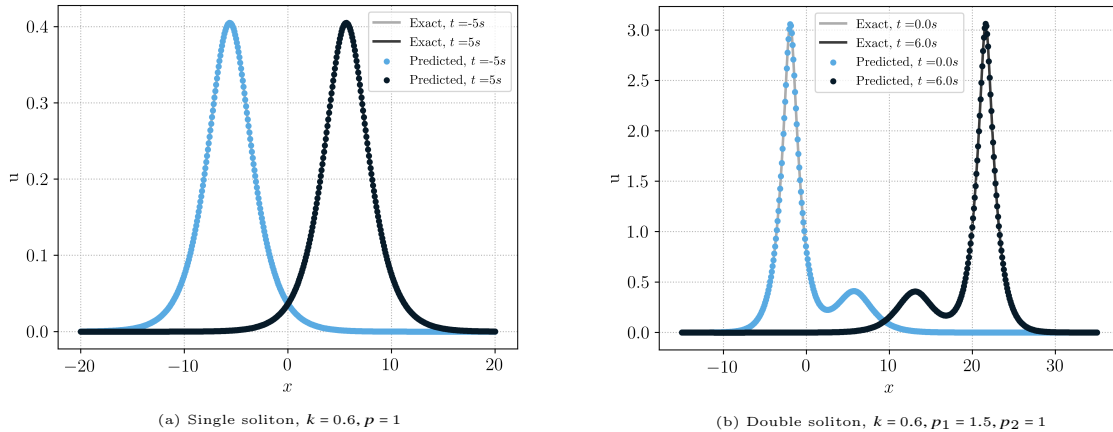 0.4
0.3
0.2
0.1
0.0
u
−20
−10
0
10
20
x
Exact, t =-5s
Exact, t =5s
Predicted, t =-5s
Predicted, t =5s
(a) Single soliton, k = 0.6, p = 1
3.0
2.5
2.0
1.5
1.0
0.5
0.0
u
−10
0
10
20
30
x
Exact, t =0.0s
Exact, t =6.0s
Predicted, t =0.0s
Predicted, t =6.0s
(b) Double soliton, k = 0.6, p₁ = 1.5, p₂ = 1